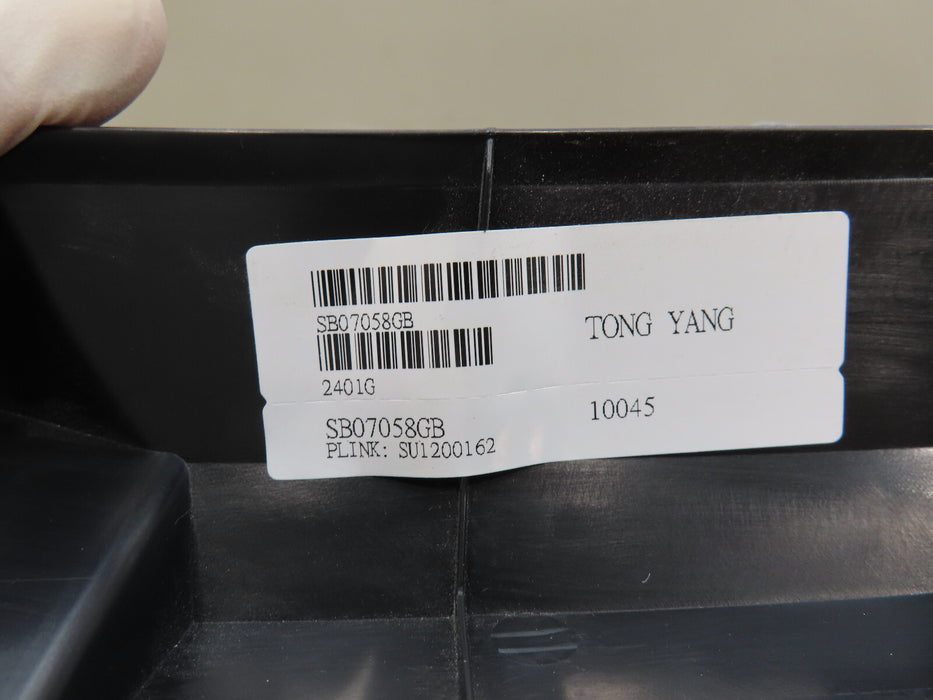 SB07058GB
2401G
TONG YANG
SB07058GB
PLINK: SU1200162
10045